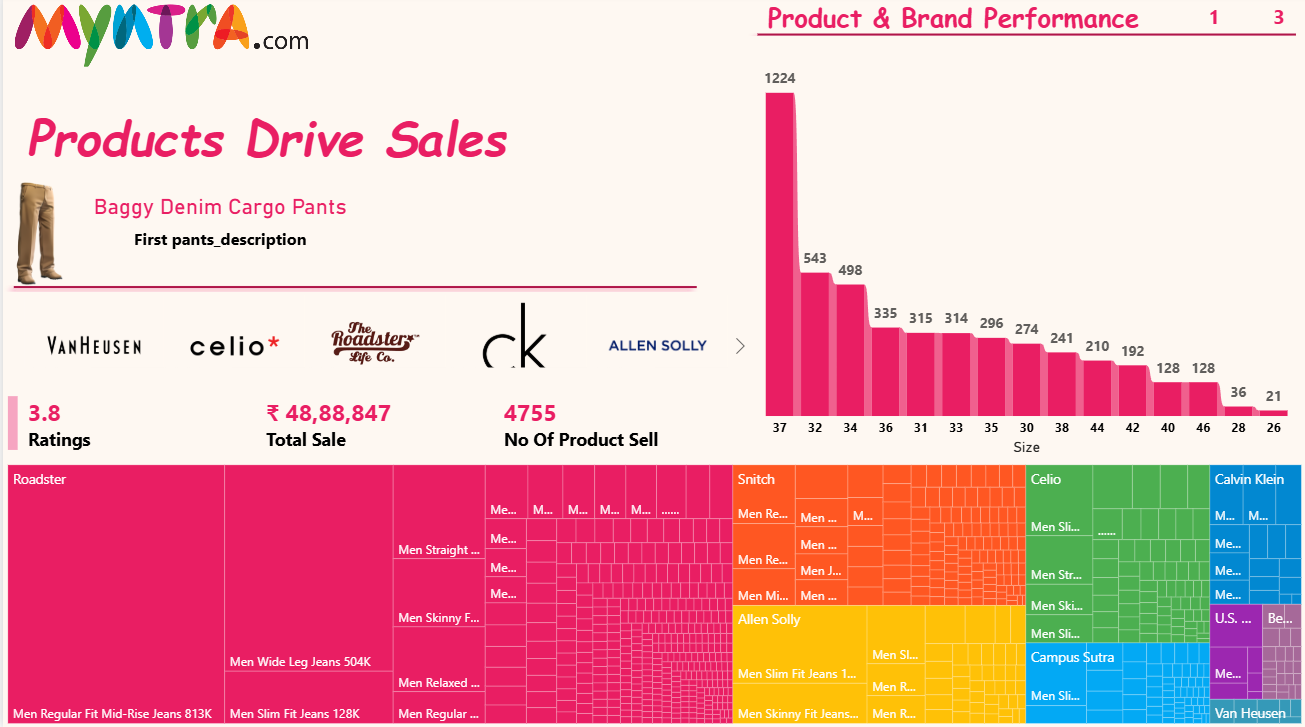 MYNTRA.com
Product & Brand Performance 1 3
Products Drive Sales
Baggy Denim Cargo Pants
First pants_description
VAN HEUSEN celio* The Roadster Life Co. ck ALLEN SOLLY
3.8 ₹ 48,88,847 4755
Ratings Total Sale No Of Product Sell
1224 543 498 335 315 314 296 274 241 210 192 128 128 36 21
37 32 34 36 31 33 35 30 38 44 42 40 46 28 26
Size
Roadster
Men Regular Fit Mid-Rise Jeans 813K
Men Wide Leg Jeans 504K
Men Slim Fit Jeans 128K
Men Straight ...
Men Skinny F...
Men Relaxed ...
Men Regular ...
Me... M... M... M... M... ......
Me...
Me...
Me...
Snitch
Men Re...
Men Re...
Men Mi...
Men ...
Men ...
Men J...
Men ...
M...
Allen Solly
Men Slim Fit Jeans 1...
Men Skinny Fit Jeans...
Men Sl...
Men R...
Men R...
Celio
Men Sli...
Men Str...
Men Ski...
Men Sli...
......
Campus Sutra
Men Sli...
Calvin Klein
M... M...
Me...
Me...
Me...
U.S. ...
Me...
Be...
Van Heusen